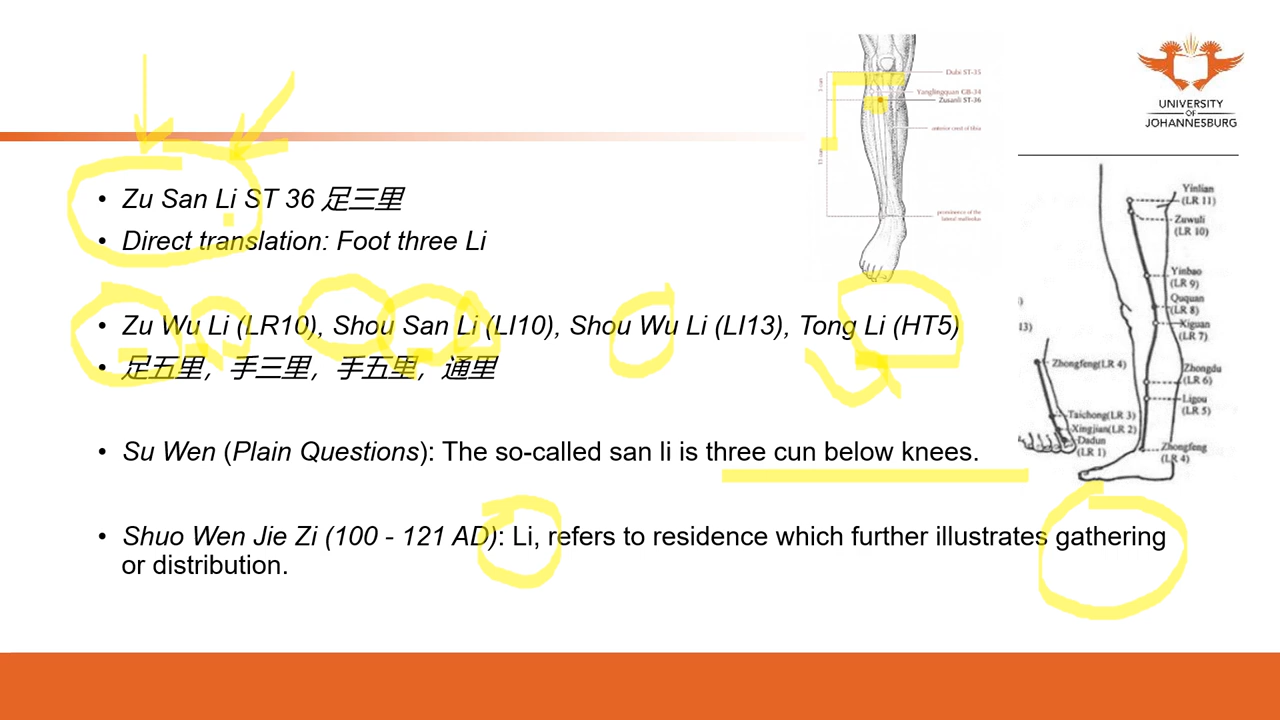 Dubi ST-35
Yanglingquan GB-34
Zusanli ST-36
anterior crest of tibia
prominence of the
lateral malleolus
UNIVERSITY
OF
JOHANNESBURG
• Zu San Li ST 36 足三里
• Direct translation: Foot three Li
• Zu Wu Li (LR10), Shou San Li (LI10), Shou Wu Li (LI13), Tong Li (HT5)
• 足五里，手三里，手五里，通里
• Su Wen (Plain Questions): The so-called san li is three cun below knees.
• Shuo Wen Jie Zi (100 - 121 AD): Li, refers to residence which further illustrates gathering
or distribution.
Yinlian
(LR 11)
Zuwuli
(LR 10)
Yinbao
(LR 9)
Ququan
(LR 8)
Xiguan
(LR 7)
Zhongdu
(LR 6)
Ligou
(LR 5)
Zhongfeng
(LR 4)
13)
Zhongfeng(LR 4)
Taichong(LR 3)
Xingjian(LR 2)
Dadun
(LR 1)